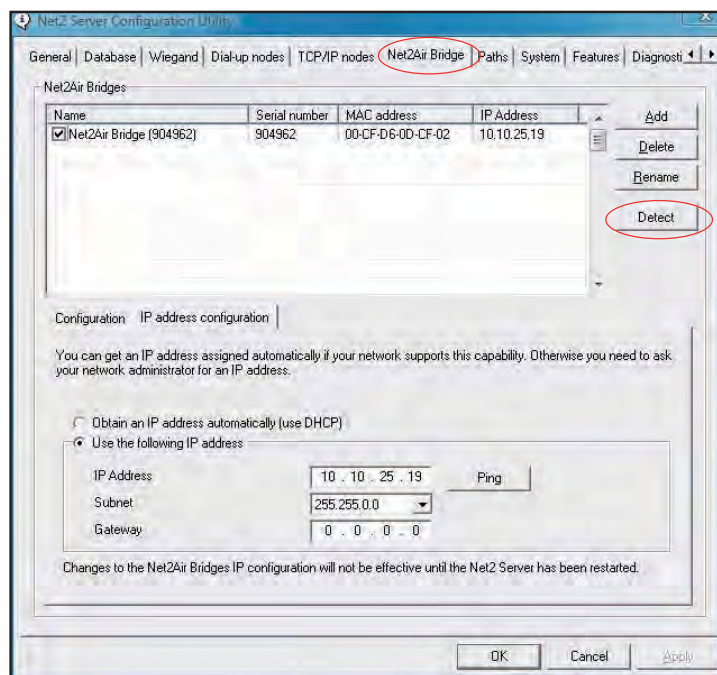 Net2 Server Configuration Utility
General Database Wiegand Dial-up nodes TCP/IP nodes Net2Air Bridge Paths System Features Diagnosti
Net2Air Bridges
Name Serial number MAC address IP Address
Net2Air Bridge (904962) 904962 00-CF-D6-0D-CF-02 10.10.25.19
Add
Delete
Rename
Detect
Configuration IP address configuration
You can get an IP address assigned automatically if your network supports this capability. Otherwise you need to ask
your network administrator for an IP address.
Obtain an IP address automatically (use DHCP)
Use the following IP address
IP Address 10 . 10 . 25 . 19 Ping
Subnet 255.255.0.0
Gateway 0 . 0 . 0 . 0
Changes to the Net2Air Bridges IP configuration will not be effective until the Net2 Server has been restarted.
OK Cancel Apply